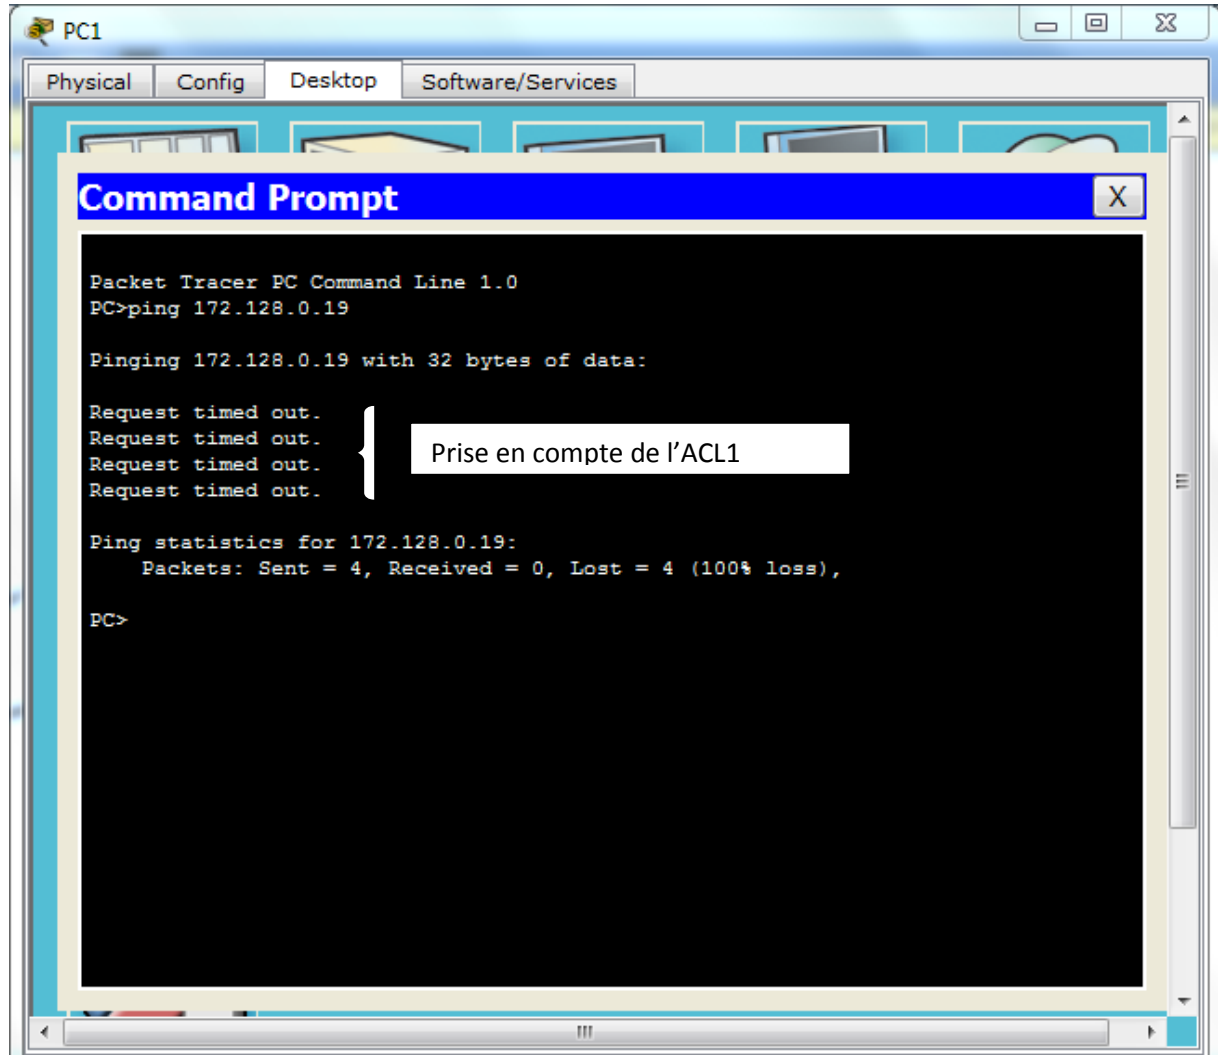 PC1
Physical Config Desktop Software/Services
Command Prompt X
Packet Tracer PC Command Line 1.0
PC>ping 172.128.0.19
Pinging 172.128.0.19 with 32 bytes of data:
Request timed out.
Request timed out.
Request timed out.
Request timed out.
Prise en compte de l’ACL1
Ping statistics for 172.128.0.19:
Packets: Sent = 4, Received = 0, Lost = 4 (100% loss),
PC>